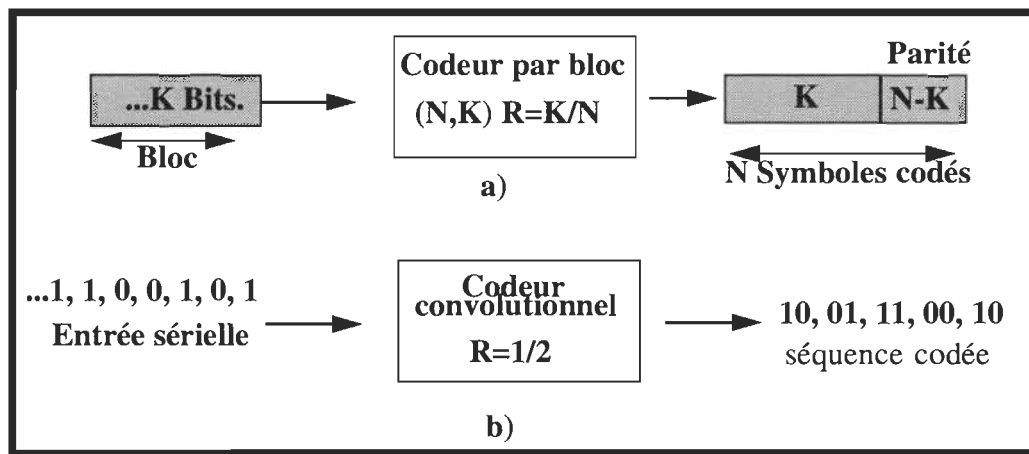 ...K Bits.
Bloc
Codeur par bloc
(N,K) R=K/N
Parité
K
N-K
N Symboles codés
a)
...1, 1, 0, 0, 1, 0, 1
Entrée sérielle
Codeur
convolutionnel
R=1/2
10, 01, 11, 00, 10
séquence codée
b)